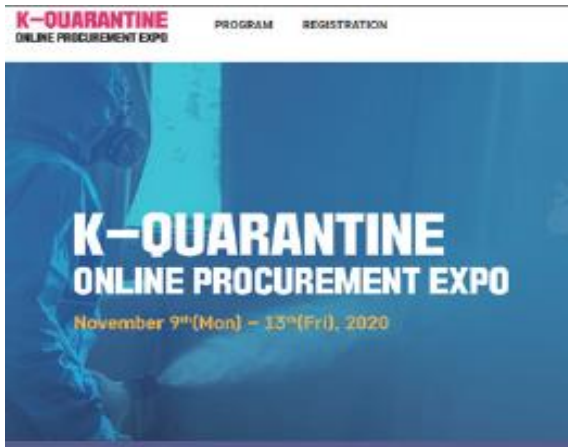 K-QUARANTINE
ONLINE PROCUREMENT EXPO
PROGRAM
REGISTRATION
K-QUARANTINE
ONLINE PROCUREMENT EXPO
November 9th(Mon) - 13th(Fri), 2020